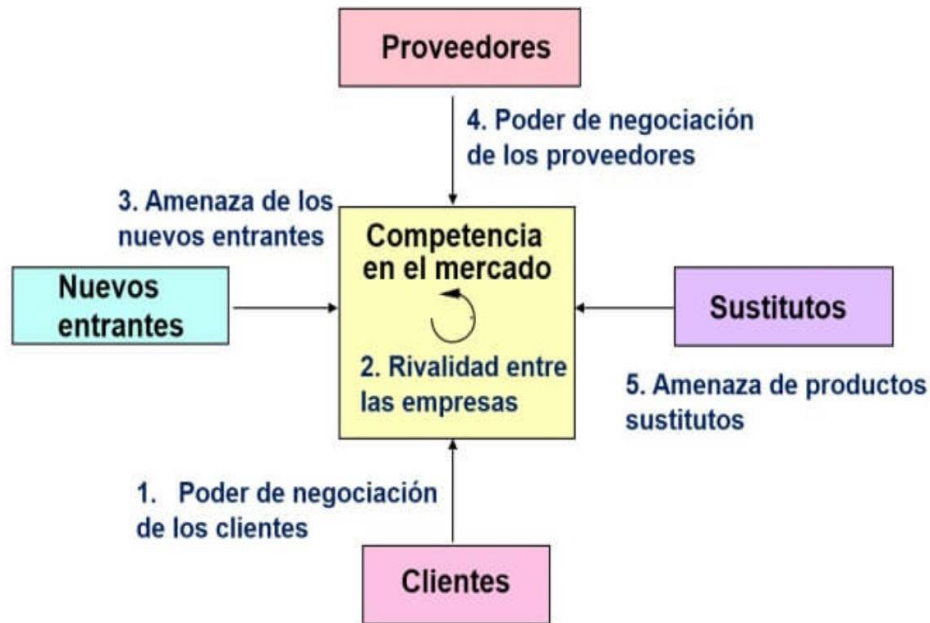 Proveedores
4. Poder de negociación
de los proveedores
3. Amenaza de los
nuevos entrantes
Competencia
en el mercado
Nuevos
entrantes
Sustitutos
2. Rivalidad entre
las empresas
5. Amenaza de productos
sustitutos
1. Poder de negociación
de los clientes
Clientes